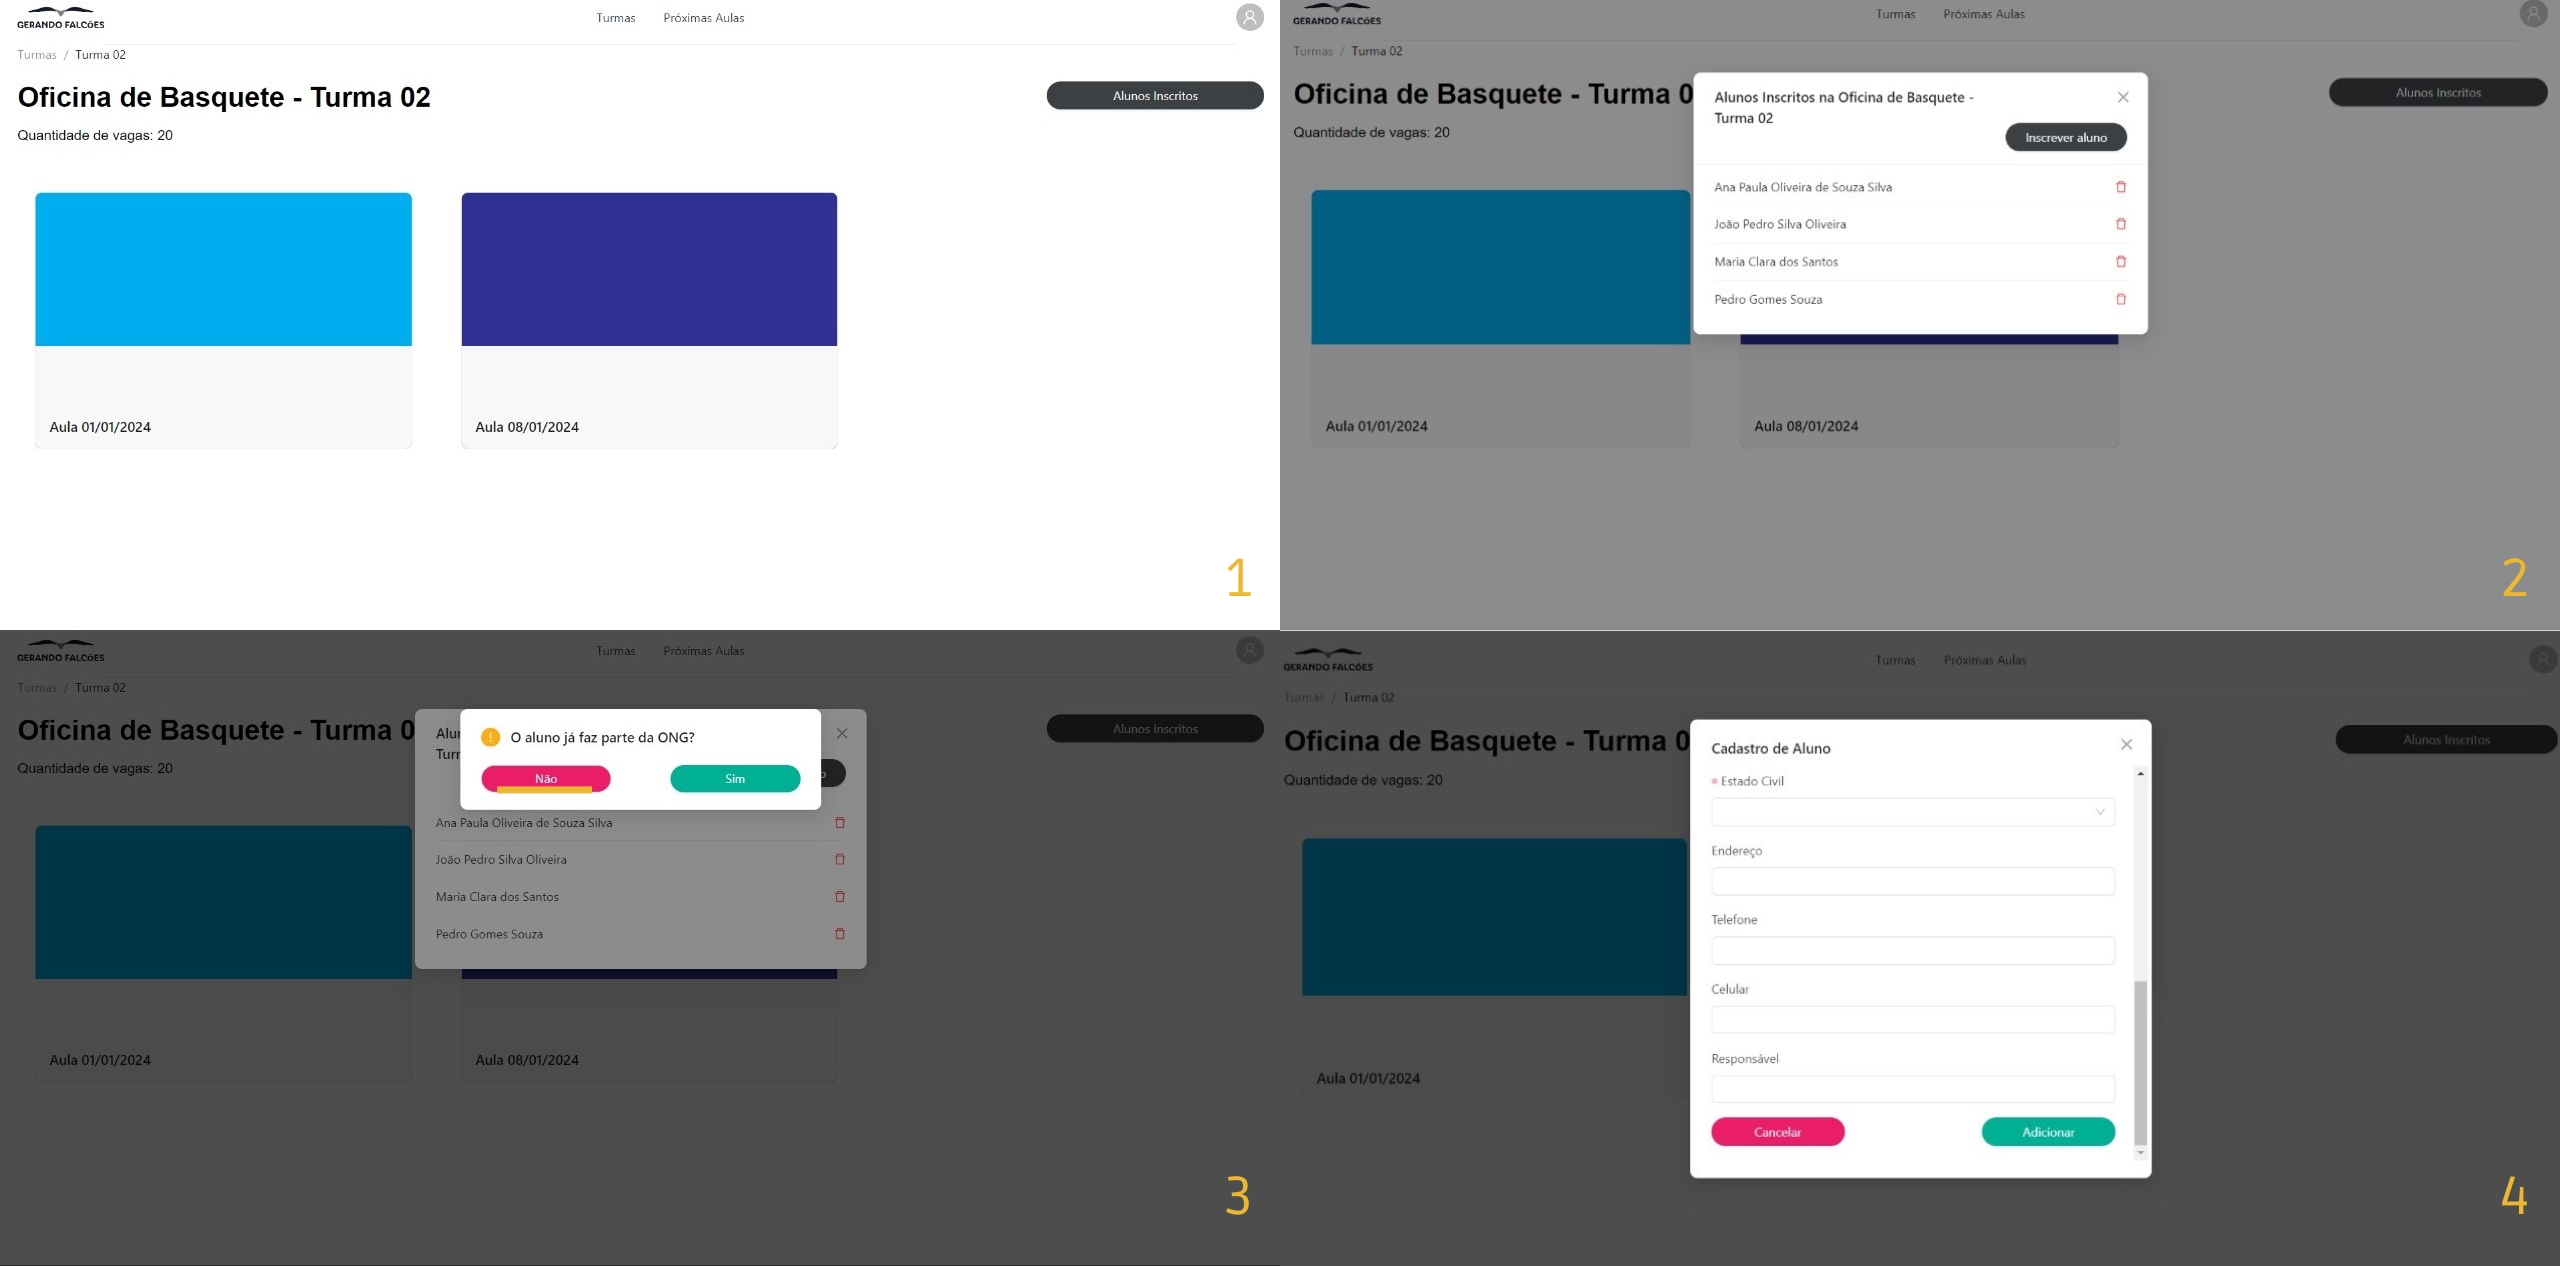 GERANDO FALCÕES
Turmas Próximas Aulas
Turmas / Turma 02
Oficina de Basquete - Turma 02
Alunos Inscritos
Quantidade de vagas: 20
Aula 01/01/2024
Aula 08/01/2024
1
GERANDO FALCÕES
Turmas Próximas Aulas
Turmas / Turma 02
Oficina de Basquete - Turma 0
Alunos Inscritos
Quantidade de vagas: 20
Alunos Inscritos na Oficina de Basquete -
Turma 02
Inscrever aluno
Ana Paula Oliveira de Souza Silva
João Pedro Silva Oliveira
Maria Clara dos Santos
Pedro Gomes Souza
Aula 01/01/2024
Aula 08/01/2024
2
GERANDO FALCÕES
Turmas Próximas Aulas
Turmas / Turma 02
Oficina de Basquete - Turma 0
Alunos Inscritos
Quantidade de vagas: 20
O aluno já faz parte da ONG?
Não Sim
Ana Paula Oliveira de Souza Silva
João Pedro Silva Oliveira
Maria Clara dos Santos
Pedro Gomes Souza
Aula 01/01/2024
Aula 08/01/2024
3
GERANDO FALCÕES
Turmas Próximas Aulas
Turmas / Turma 02
Oficina de Basquete - Turma 0
Alunos Inscritos
Quantidade de vagas: 20
Cadastro de Aluno
* Estado Civil
Endereço
Telefone
Celular
Responsável
Cancelar Adicionar
Aula 01/01/2024
4